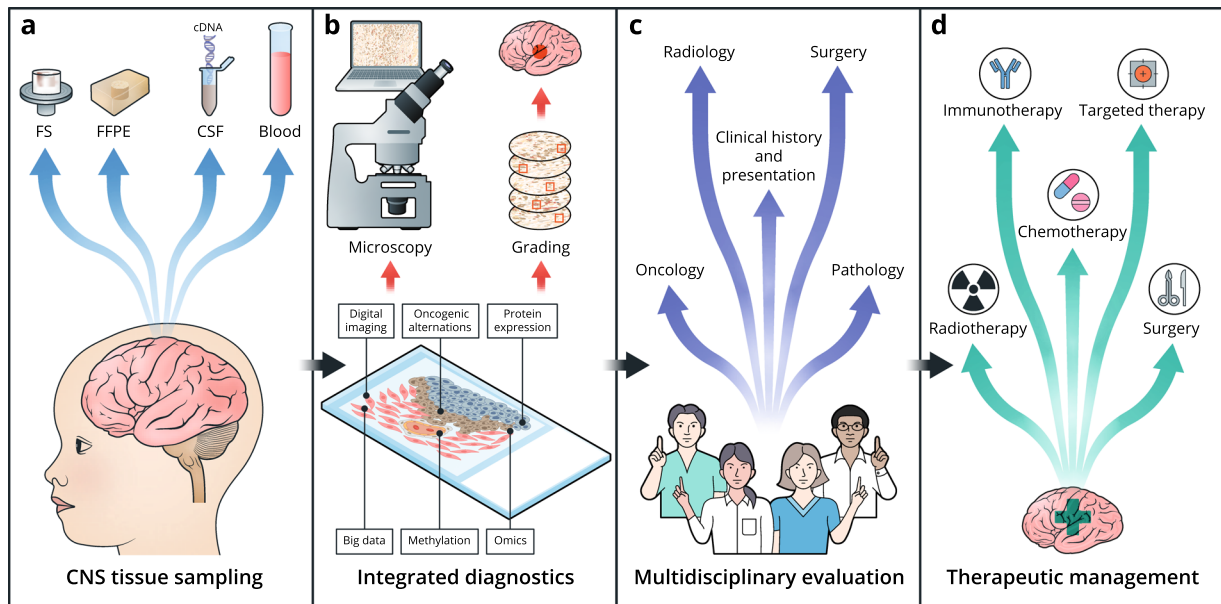 a
cDNA
FS
FFPE
CSF
Blood
CNS tissue sampling
b
Microscopy
Grading
Digital
imaging
Oncogenic
alternations
Protein
expression
Big data
Methylation
Omics
Integrated diagnostics
c
Radiology
Surgery
Clinical history
and
presentation
Oncology
Pathology
Multidisciplinary evaluation
d
Immunotherapy
Targeted therapy
Chemotherapy
Radiotherapy
Surgery
Therapeutic management